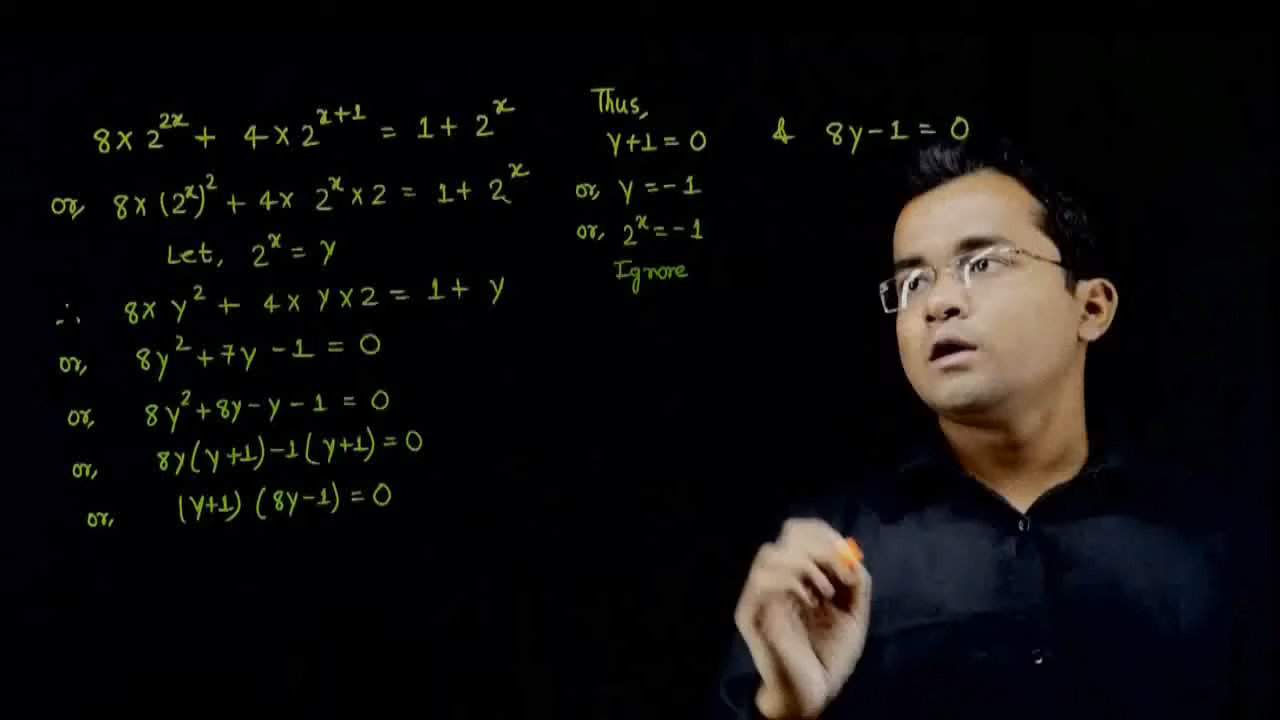 8 x 2^{2x} + 4 x 2^{x+1} = 1 + 2^x
or, 8 x (2^x)^2 + 4 x 2^x x 2 = 1 + 2^x
Let, 2^x = y
∴ 8 x y^2 + 4 x y x 2 = 1 + y
or, 8y^2 + 7y - 1 = 0
or, 8y^2 + 8y - y - 1 = 0
or, 8y(y+1) - 1(y+1) = 0
or, (y+1) (8y-1) = 0
Thus,
y+1 = 0 & 8y-1 = 0
or, y = -1
or, 2^x = -1
Ignore